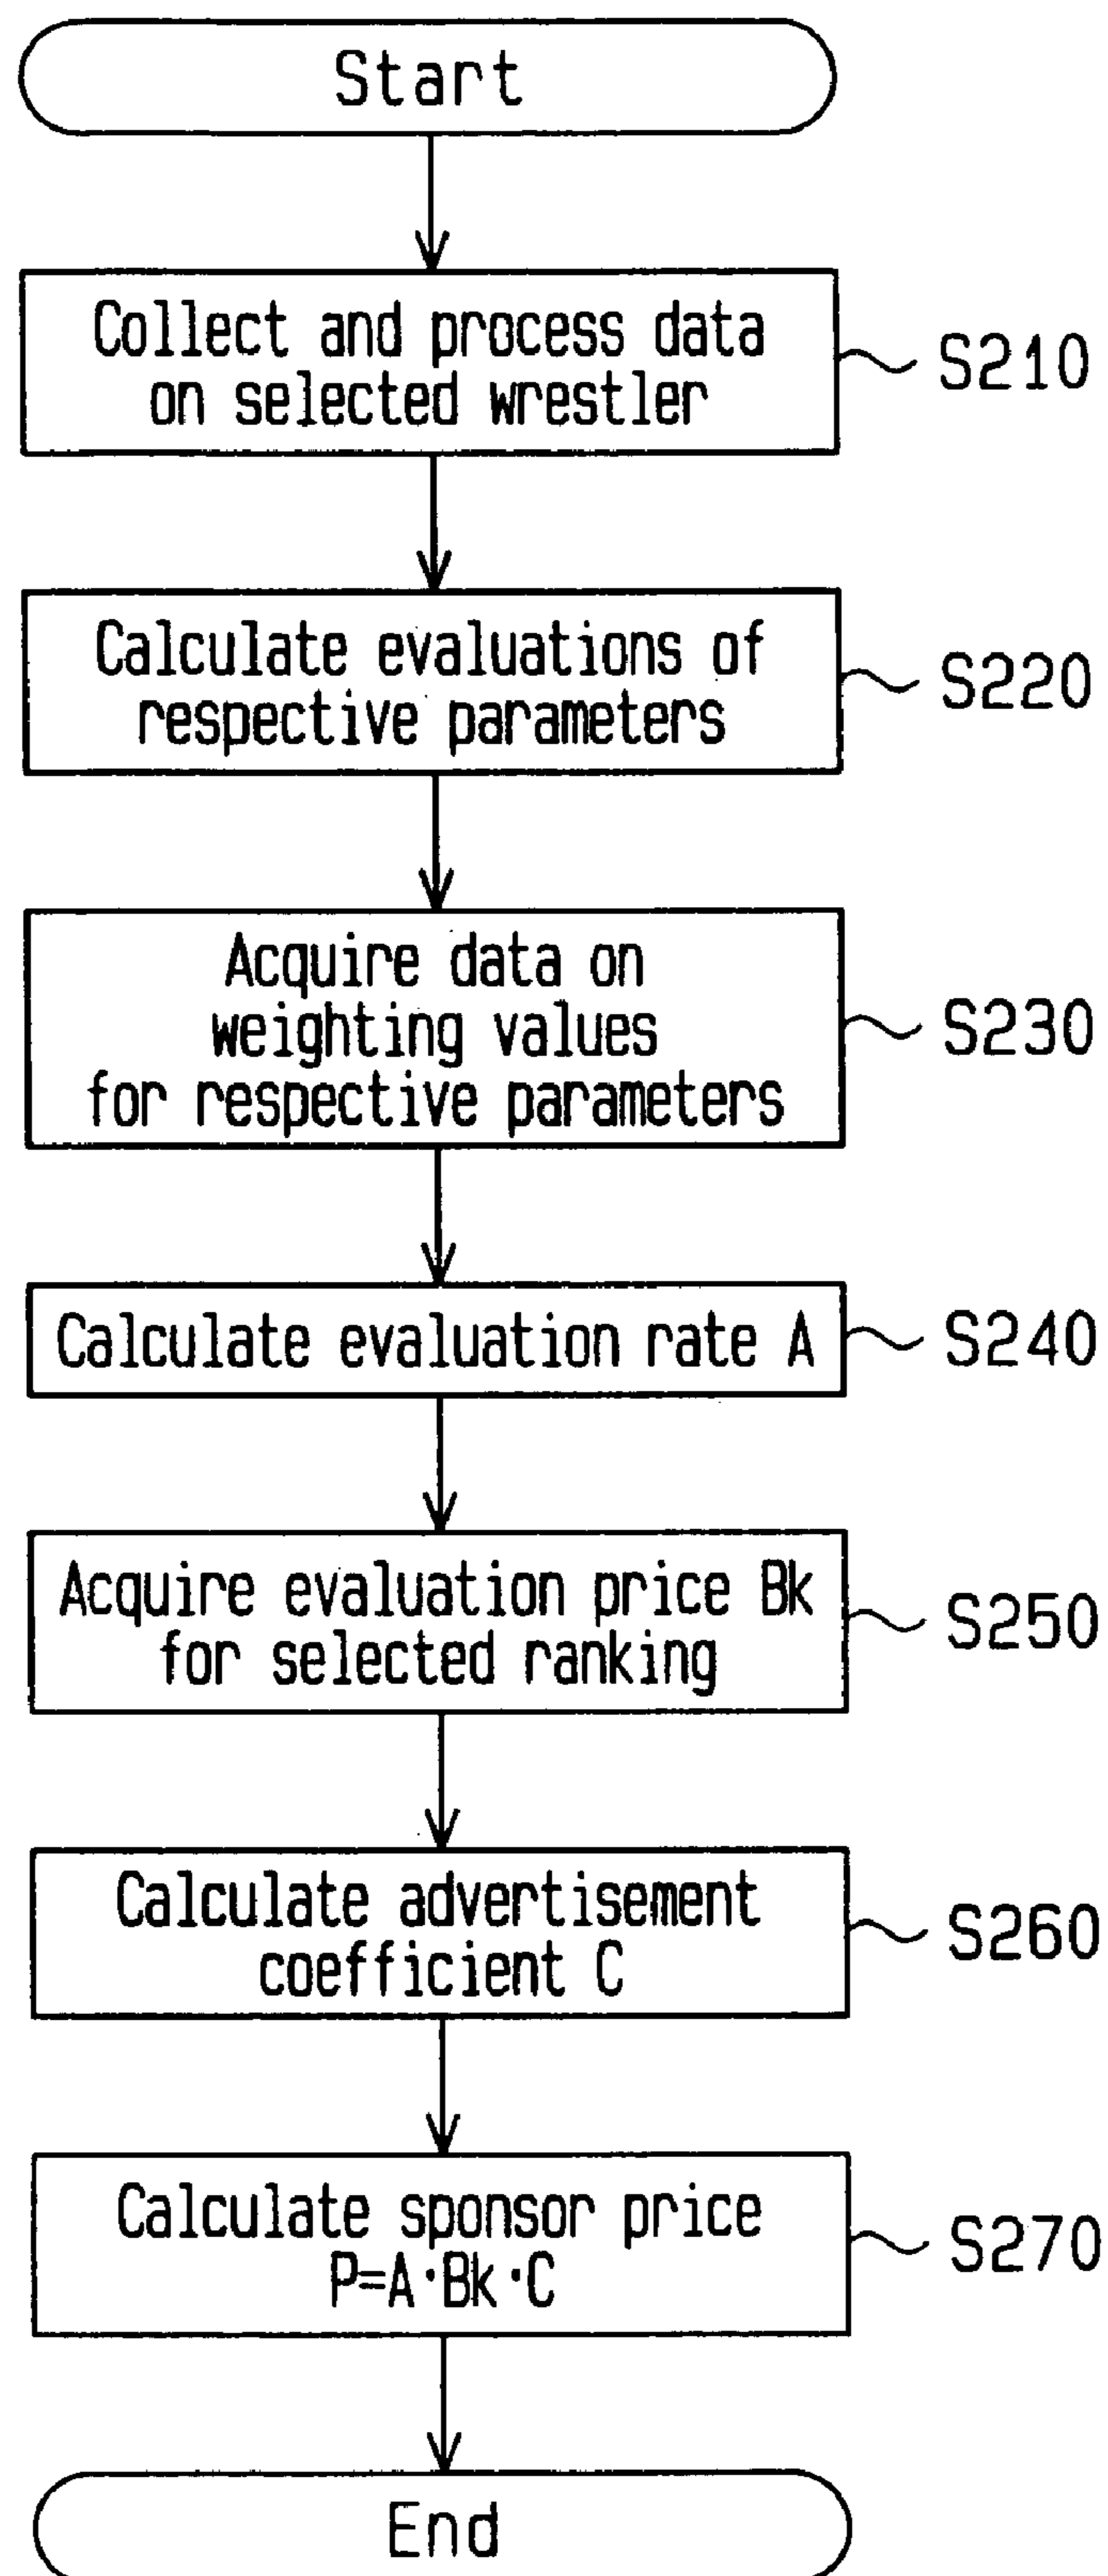 Start
Collect and process data
on selected wrestler
S210
Calculate evaluations of
respective parameters
S220
Acquire data on
weighting values
for respective parameters
S230
Calculate evaluation rate A
S240
Acquire evaluation price Bk
for selected ranking
S250
Calculate advertisement
coefficient C
S260
Calculate sponsor price
P=A·Bk·C
S270
End